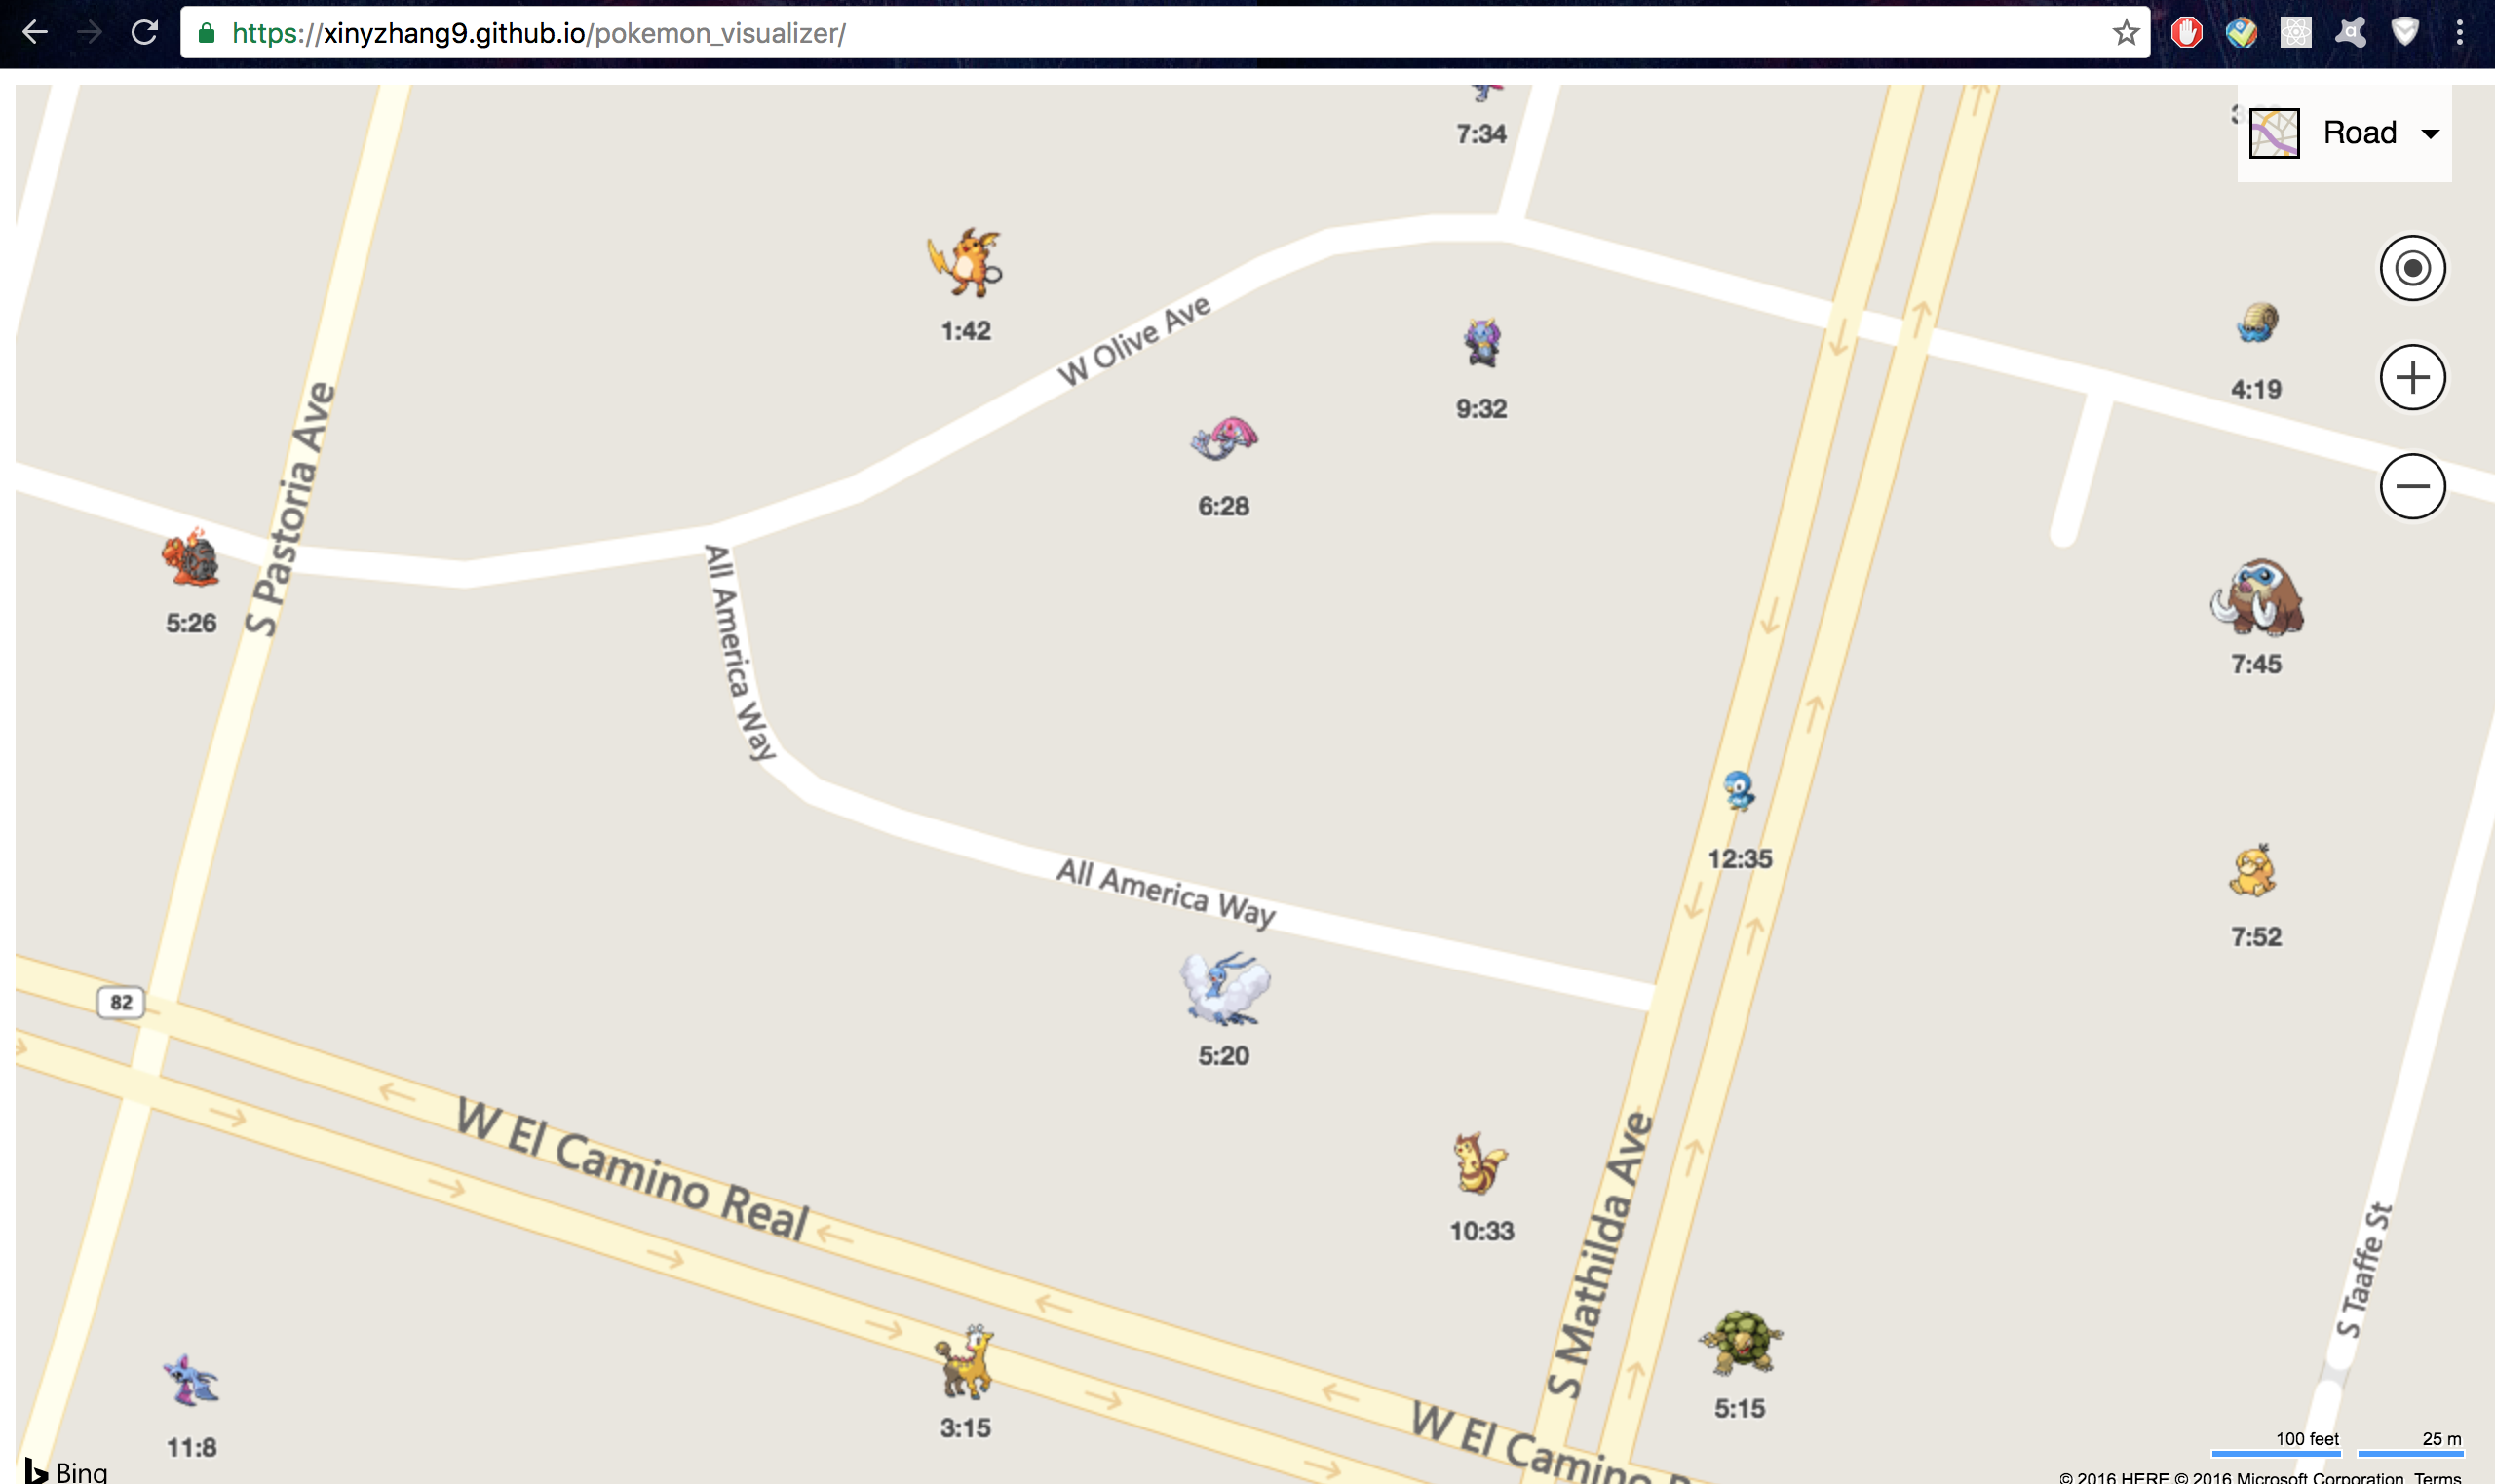 https://xinyzhang9.github.io/pokemon_visualizer/
7:34
Road
1:42
W Olive Ave
9:32
4:19
S Pastoria Ave
6:28
5:26
All America Way
7:45
12:35
All America Way
7:52
82
5:20
W El Camino Real
10:33
S Mathilda Ave
S Taaffe St
3:15
5:15
W El Camino
11:8
100 feet
25 m
Bing
© 2016 HERE © 2016 Microsoft Corporation Terms